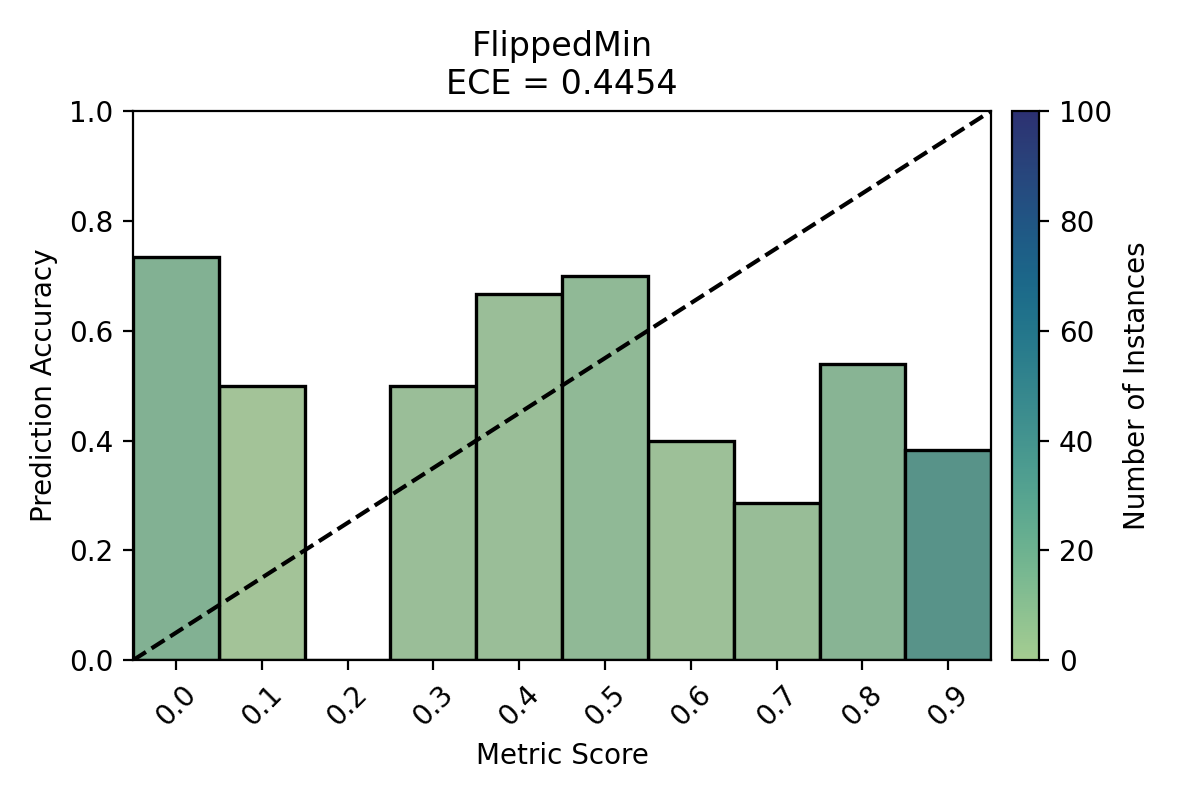 FlippedMin
ECE = 0.4454
1.0
0.8
0.6
0.4
0.2
0.0
Prediction Accuracy
0.0 0.1 0.2 0.3 0.4 0.5 0.6 0.7 0.8 0.9
Metric Score
100
80
60
40
20
0
Number of Instances